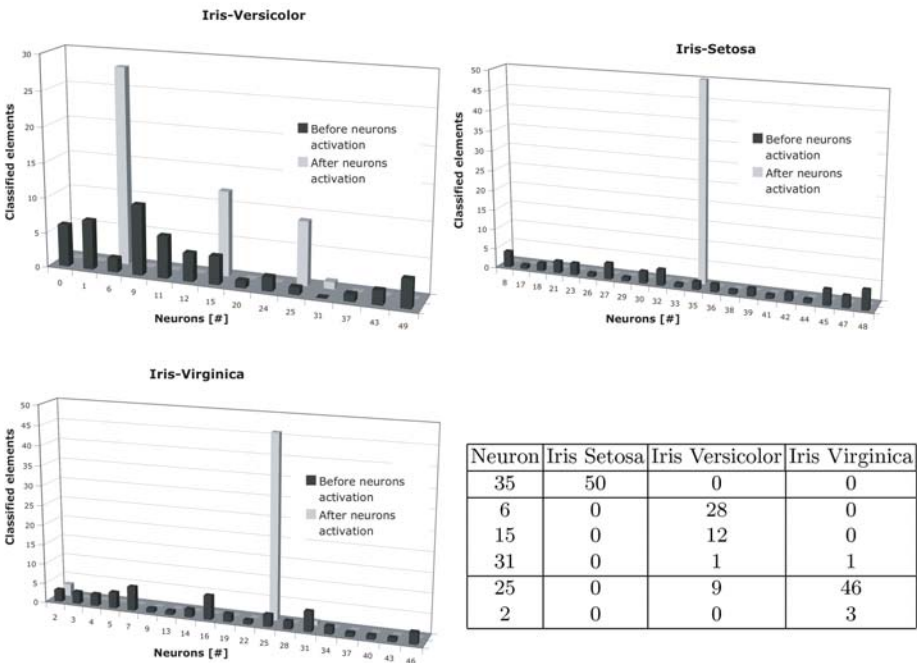 Iris-Versicolor
30
25
20
15
10
5
0
Classified elements
Before neurons
activation
After neurons
activation
0 1 6 9 11 12 15 20 24 25 31 37 43 49
Neurons [#]
Iris-Setosa
50
45
40
35
30
25
20
15
10
5
0
Classified elements
Before neurons
activation
After neurons
activation
8 17 18 21 23 26 27 29 30 32 33 35 36 38 39 41 42 44 45 47 48
Neurons [#]
Iris-Virginica
50
45
40
35
30
25
20
15
10
5
0
Classified elements
Before neurons
activation
After neurons
activation
2 3 4 5 7 9 13 14 16 19 22 25 28 31 34 37 40 43 46
Neurons [#]
Neuron Iris Setosa Iris Versicolor Iris Virginica
35 50 0 0
6 0 28 0
15 0 12 0
31 0 1 1
25 0 9 46
2 0 0 3